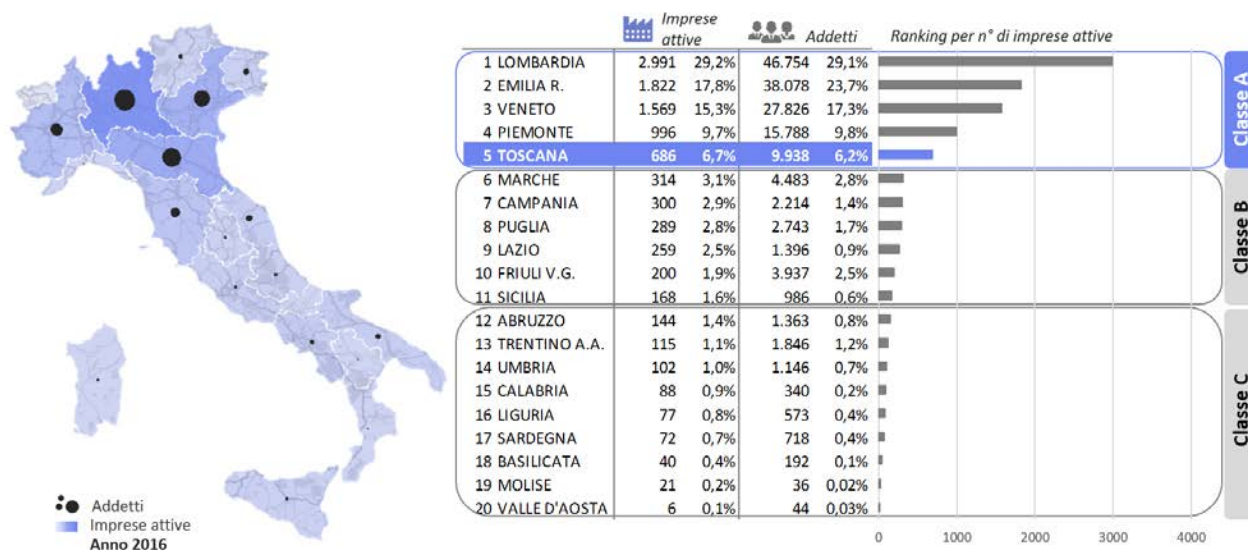 Imprese attive Addetti Ranking per n° di imprese attive
1 LOMBARDIA 2.991 29,2% 46.754 29,1%
2 EMILIA R. 1.822 17,8% 38.078 23,7%
3 VENETO 1.569 15,3% 27.826 17,3%
4 PIEMONTE 996 9,7% 15.788 9,8%
5 TOSCANA 686 6,7% 9.938 6,2%
Classe A
6 MARCHE 314 3,1% 4.483 2,8%
7 CAMPANIA 300 2,9% 2.214 1,4%
8 PUGLIA 289 2,8% 2.743 1,7%
9 LAZIO 259 2,5% 1.396 0,9%
10 FRIULI V.G. 200 1,9% 3.937 2,5%
11 SICILIA 168 1,6% 986 0,6%
Classe B
12 ABRUZZO 144 1,4% 1.363 0,8%
13 TRENTINO A.A. 115 1,1% 1.846 1,2%
14 UMBRIA 102 1,0% 1.146 0,7%
15 CALABRIA 88 0,9% 340 0,2%
16 LIGURIA 77 0,8% 573 0,4%
17 SARDEGNA 72 0,7% 718 0,4%
18 BASILICATA 40 0,4% 192 0,1%
19 MOLISE 21 0,2% 36 0,02%
20 VALLE D'AOSTA 6 0,1% 44 0,03%
Classe C
0 1000 2000 3000 4000
Addetti
Imprese attive
Anno 2016